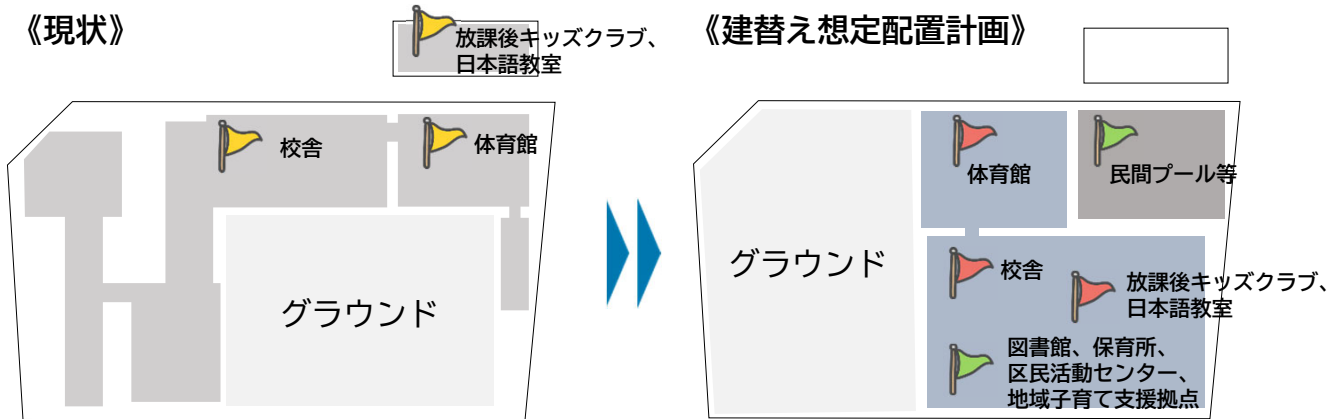 《現状》
放課後キッズクラブ、
日本語教室
校舎
体育館
グラウンド
《建替え想定配置計画》
体育館
民間プール等
グラウンド
校舎
放課後キッズクラブ、
日本語教室
図書館、保育所、
区民活動センター、
地域子育て支援拠点